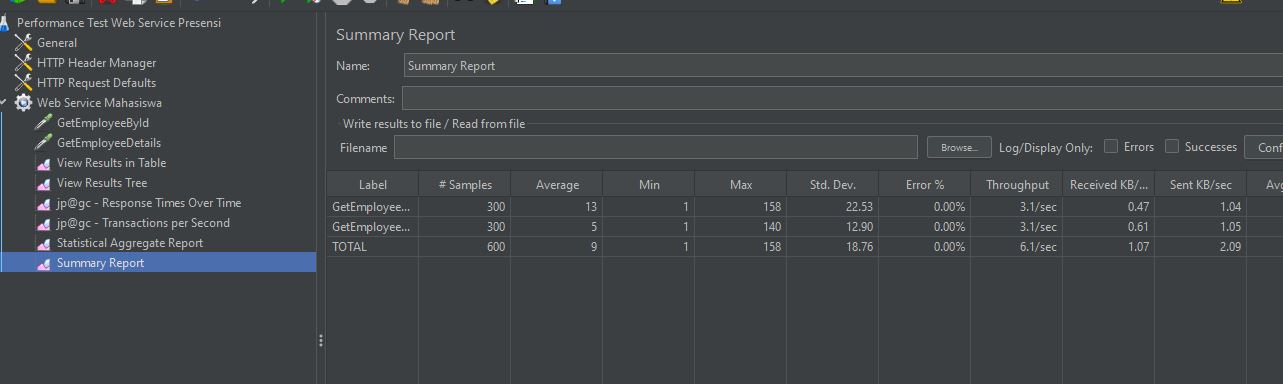 Performance Test Web Service Presensi
General
HTTP Header Manager
HTTP Request Defaults
Web Service Mahasiswa
GetEmployeeById
GetEmployeeDetails
View Results in Table
View Results Tree
jp@gc - Response Times Over Time
jp@gc - Transactions per Second
Statistical Aggregate Report
Summary Report
Summary Report
Name: Summary Report
Comments:
Write results to file / Read from file
Filename Browse... Log/Display Only: Errors Successes Conf
Label # Samples Average Min Max Std. Dev. Error % Throughput Received KB/... Sent KB/sec Avg
GetEmployee... 300 13 1 158 22.53 0.00% 3.1/sec 0.47 1.04
GetEmployee... 300 5 1 140 12.90 0.00% 3.1/sec 0.61 1.05
TOTAL 600 9 1 158 18.76 0.00% 6.1/sec 1.07 2.09